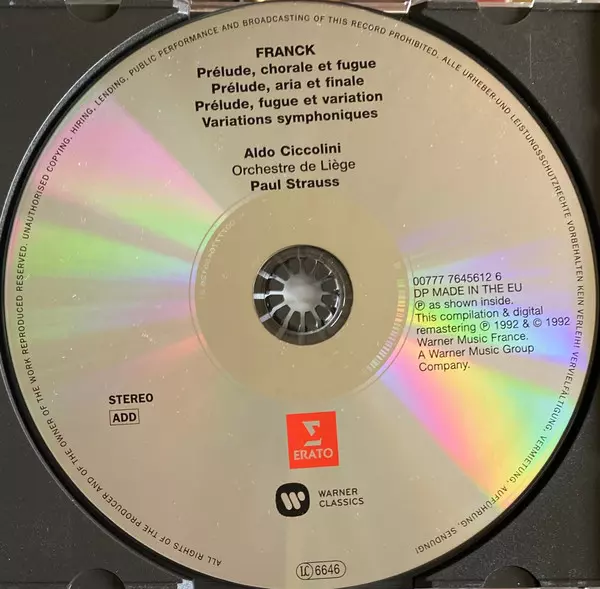 FRANCK
Prélude, chorale et fugue
Prélude, aria et finale
Prélude, fugue et variation
Variations symphoniques
Aldo Ciccolini
Orchestre de Liège
Paul Strauss
00777 7645612 6
DP MADE IN THE EU
Ⓟ as shown inside.
This compilation & digital
remastering Ⓟ 1992 & © 1992
Warner Music France.
A Warner Music Group
Company.
STEREO
ADD
ERATO
WARNER
CLASSICS
LC 6646
ALL RIGHTS OF THE PRODUCER AND OF THE OWNER OF THE WORK REPRODUCED RESERVED. UNAUTHORISED COPYING, HIRING, LENDING, PUBLIC PERFORMANCE AND BROADCASTING OF THIS RECORD PROHIBITED. ALLE URHEBER-UND LEISTUNGSSCHUTZRECHTE VORBEHALTEN KEIN VERLEIH! VERVIELFÄLTIGUNG, VERMIETUNG, AUFFÜHRUNG, SENDUNG!